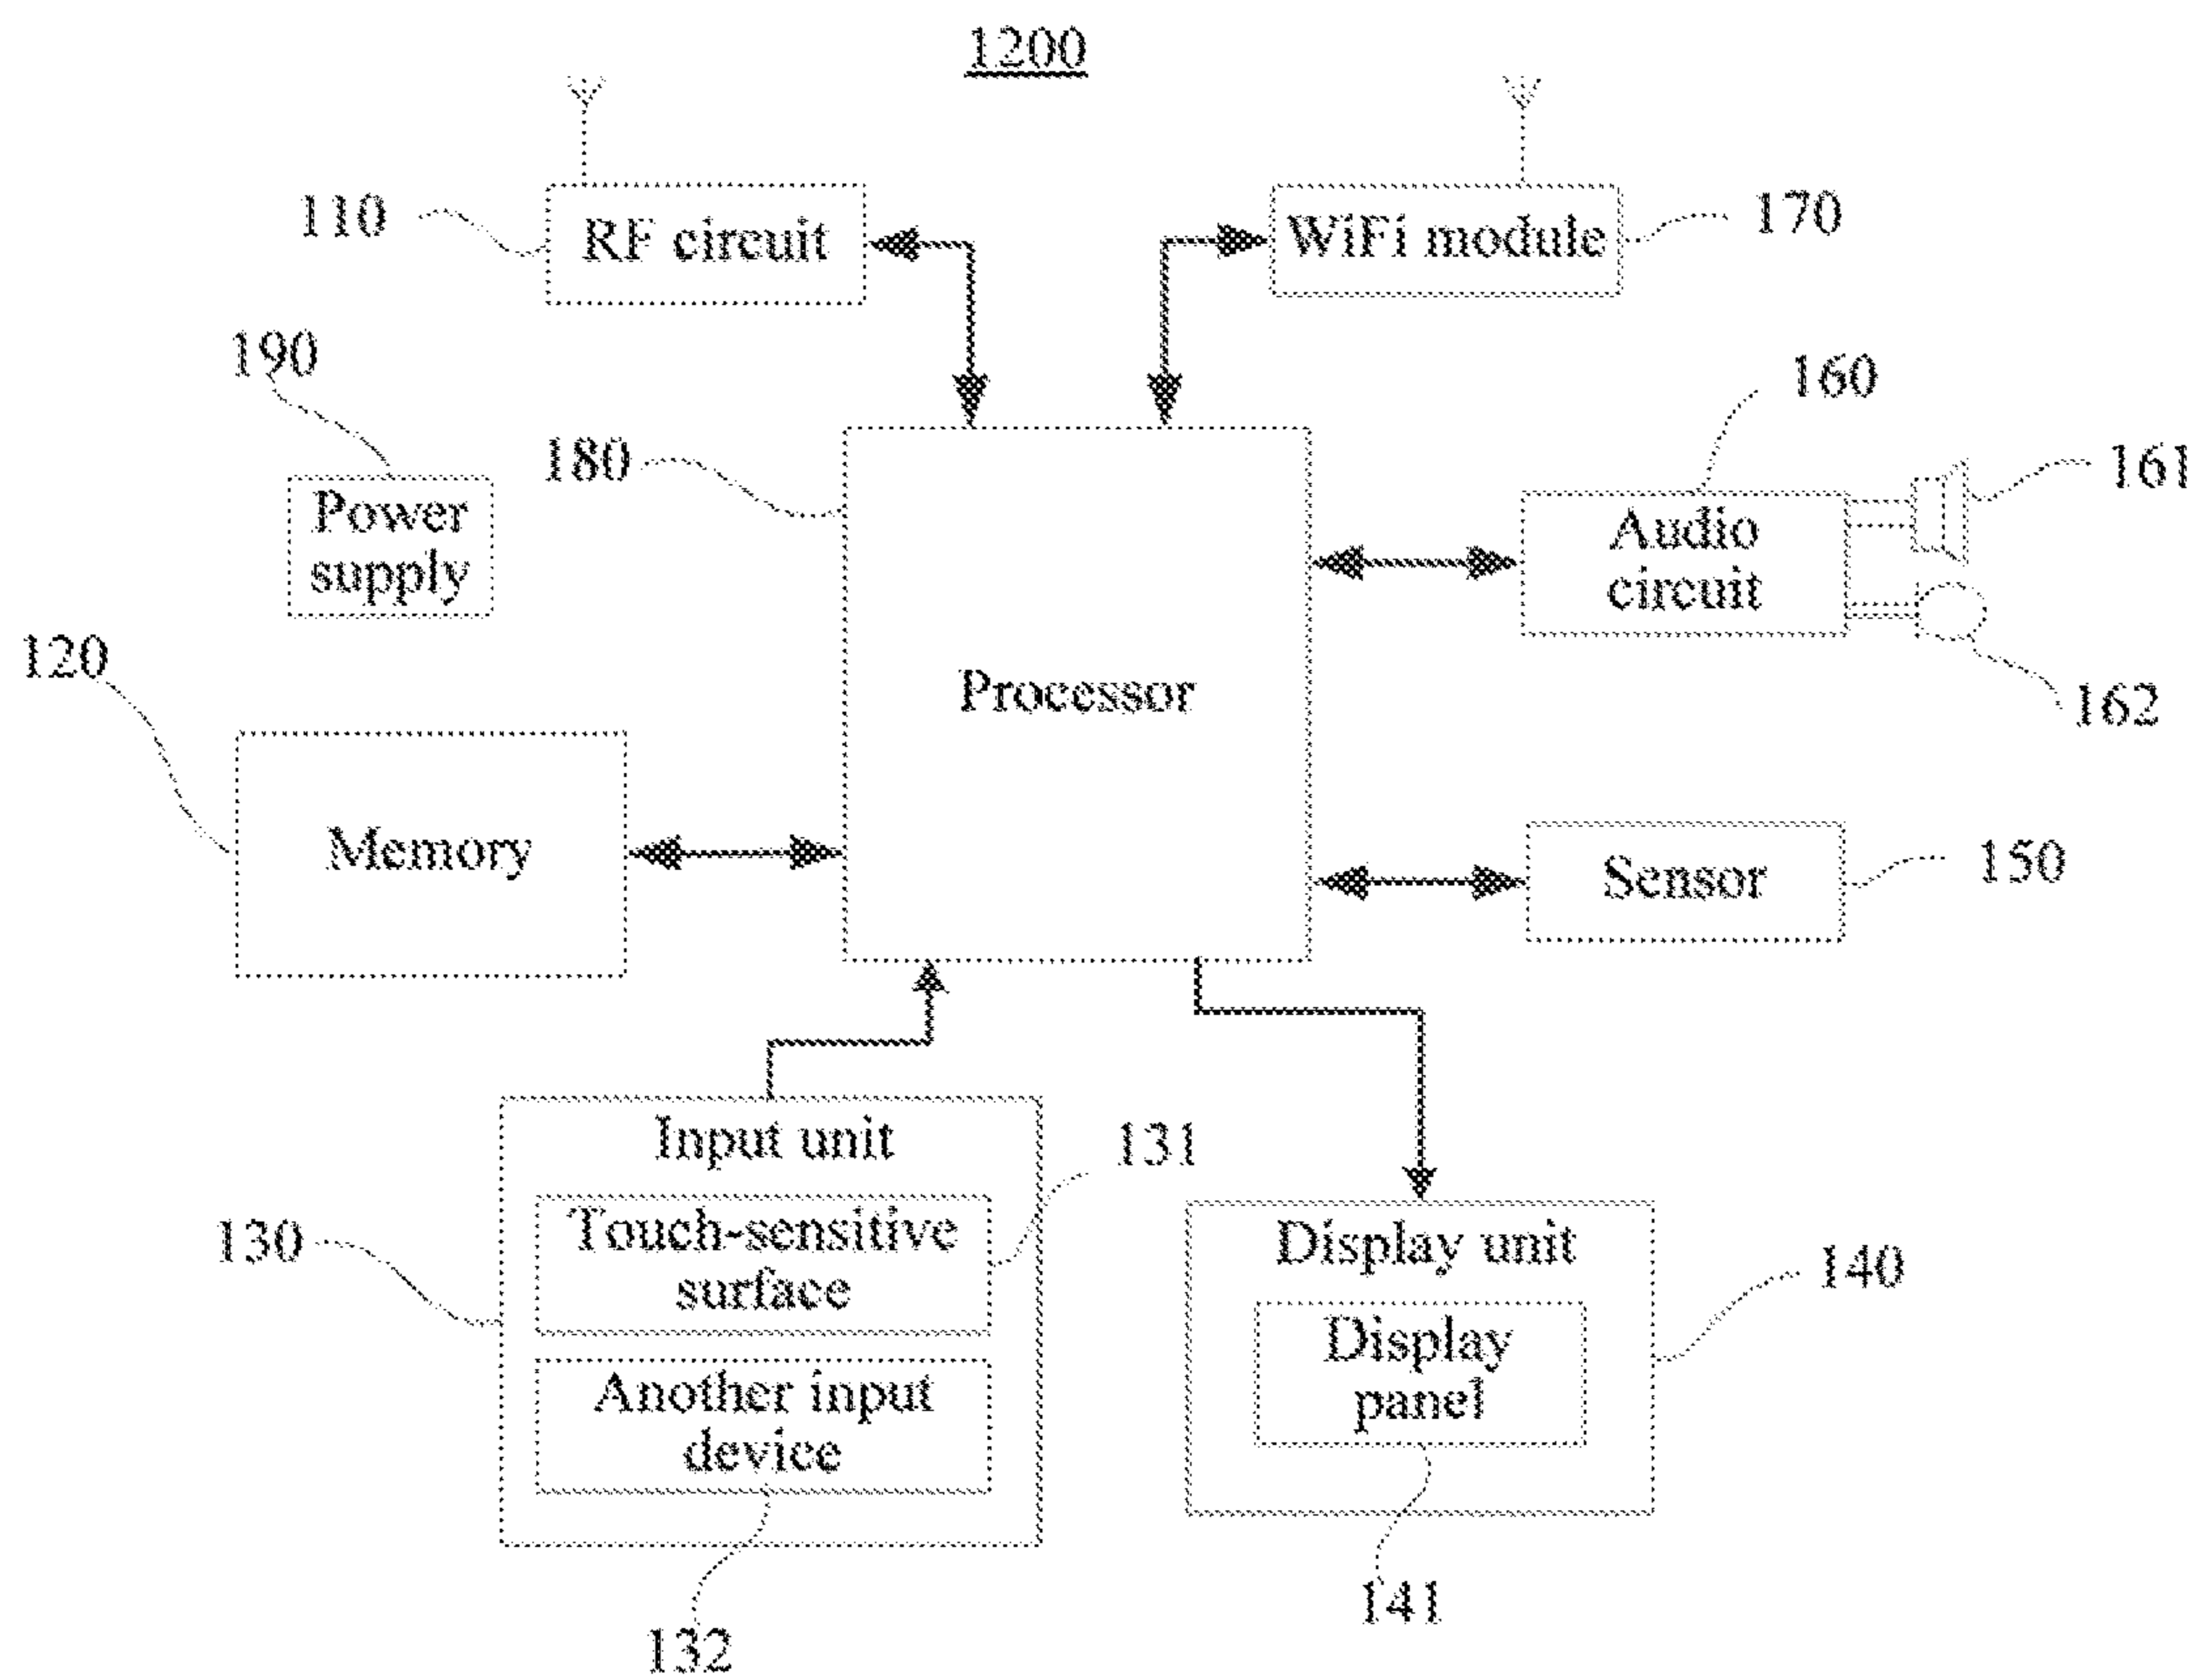 1200
110
RF circuit
WiFi module
170
190
Power
supply
180
160
Audio
circuit
161
162
120
Memory
Processor
Sensor
150
Input unit
131
Touch-sensitive
surface
130
Another input
device
132
Display unit
140
Display
panel
141